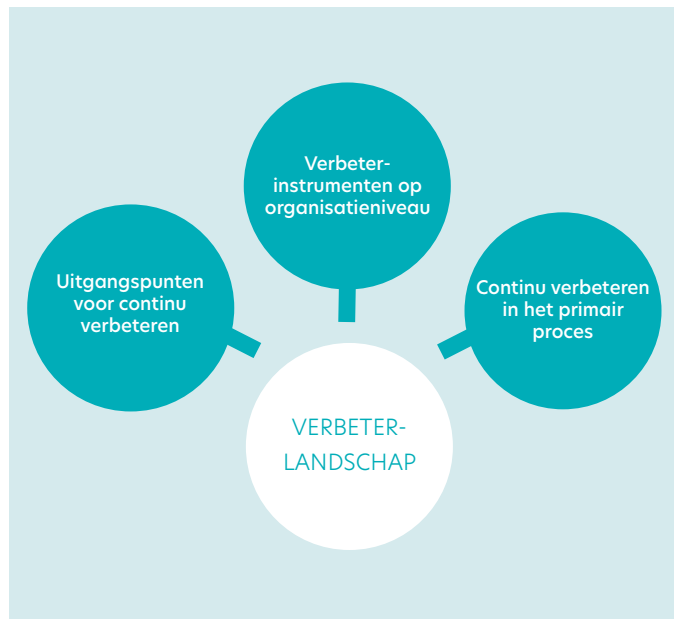 Verbeter-
instrumenten op
organisatieniveau
Uitgangspunten
voor continu
verbeteren
Continu verbeteren
in het primair
proces
VERBETER-
LANDSCHAP